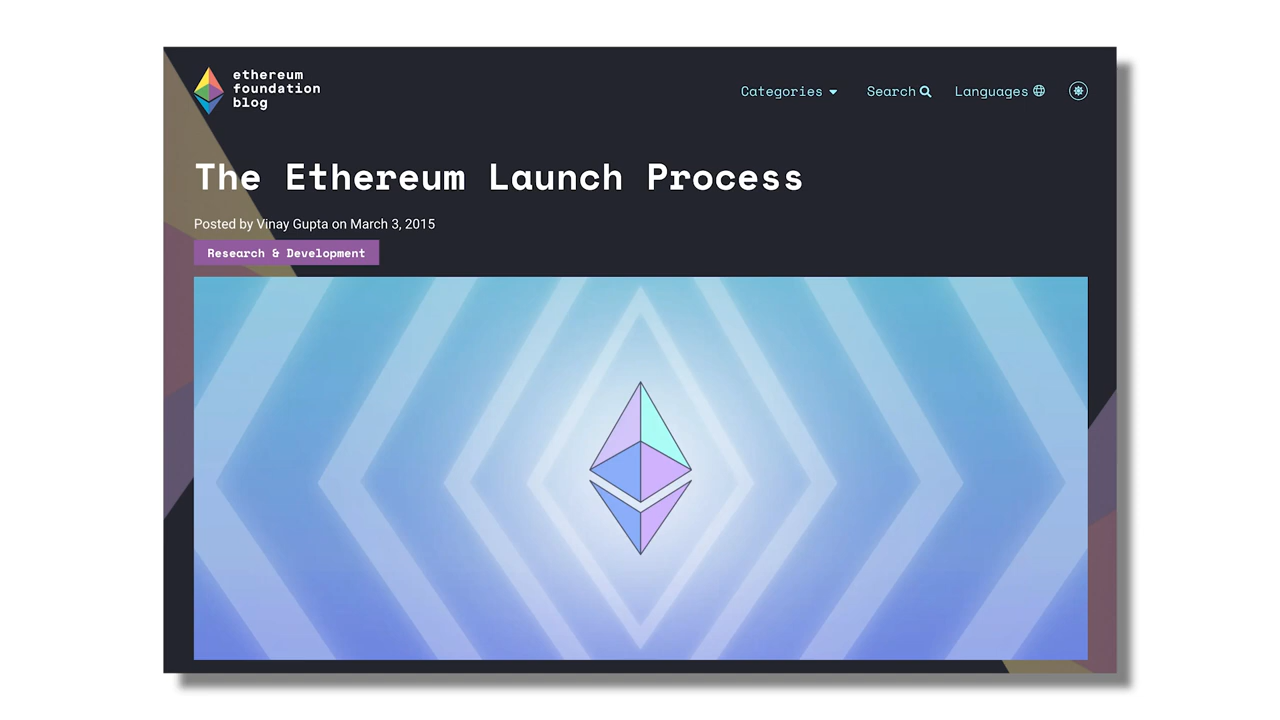 ethereum
foundation
blog
Categories
Search
Languages
The Ethereum Launch Process
Posted by Vinay Gupta on March 3, 2015
Research & Development